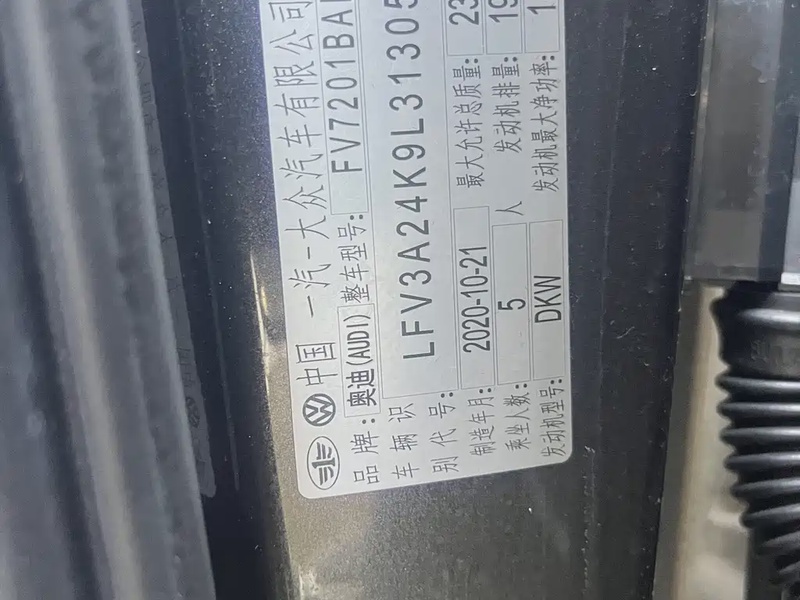 中国 一汽-大众汽车有限公司
品牌: 奥迪(AUDI) 整车型号: FV7201BA
车辆识别代号: LFV3A24K9L31305
制造年月: 2020-10-21 最大允许总质量: 23
乘坐人数: 5 人 发动机排量: 19
发动机型号: DKW 发动机最大净功率: 1